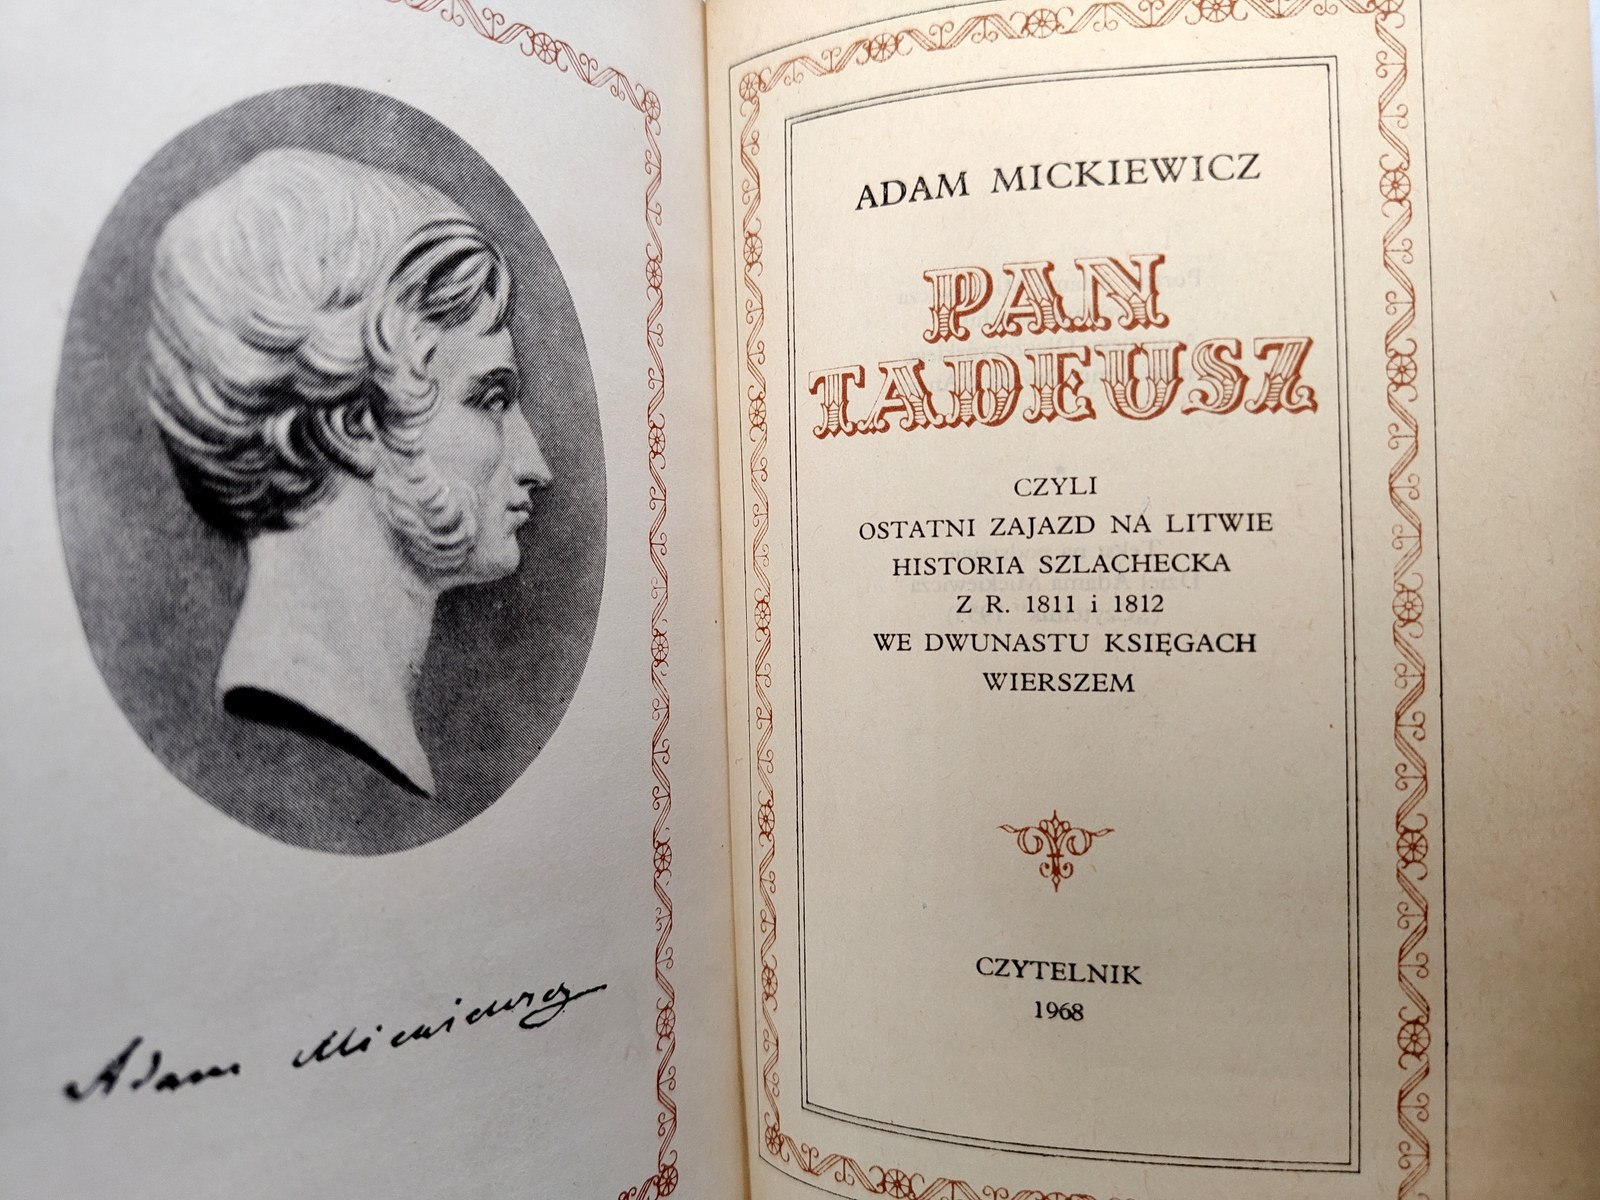 Adam Mickiewicz
ADAM MICKIEWICZ
PAN
TADEUSZ
CZYLI
OSTATNI ZAJAZD NA LITWIE
HISTORIA SZLACHECKA
Z R. 1811 i 1812
WE DWUNASTU KSIĘGACH
WIERSZEM
CZYTELNIK
1968